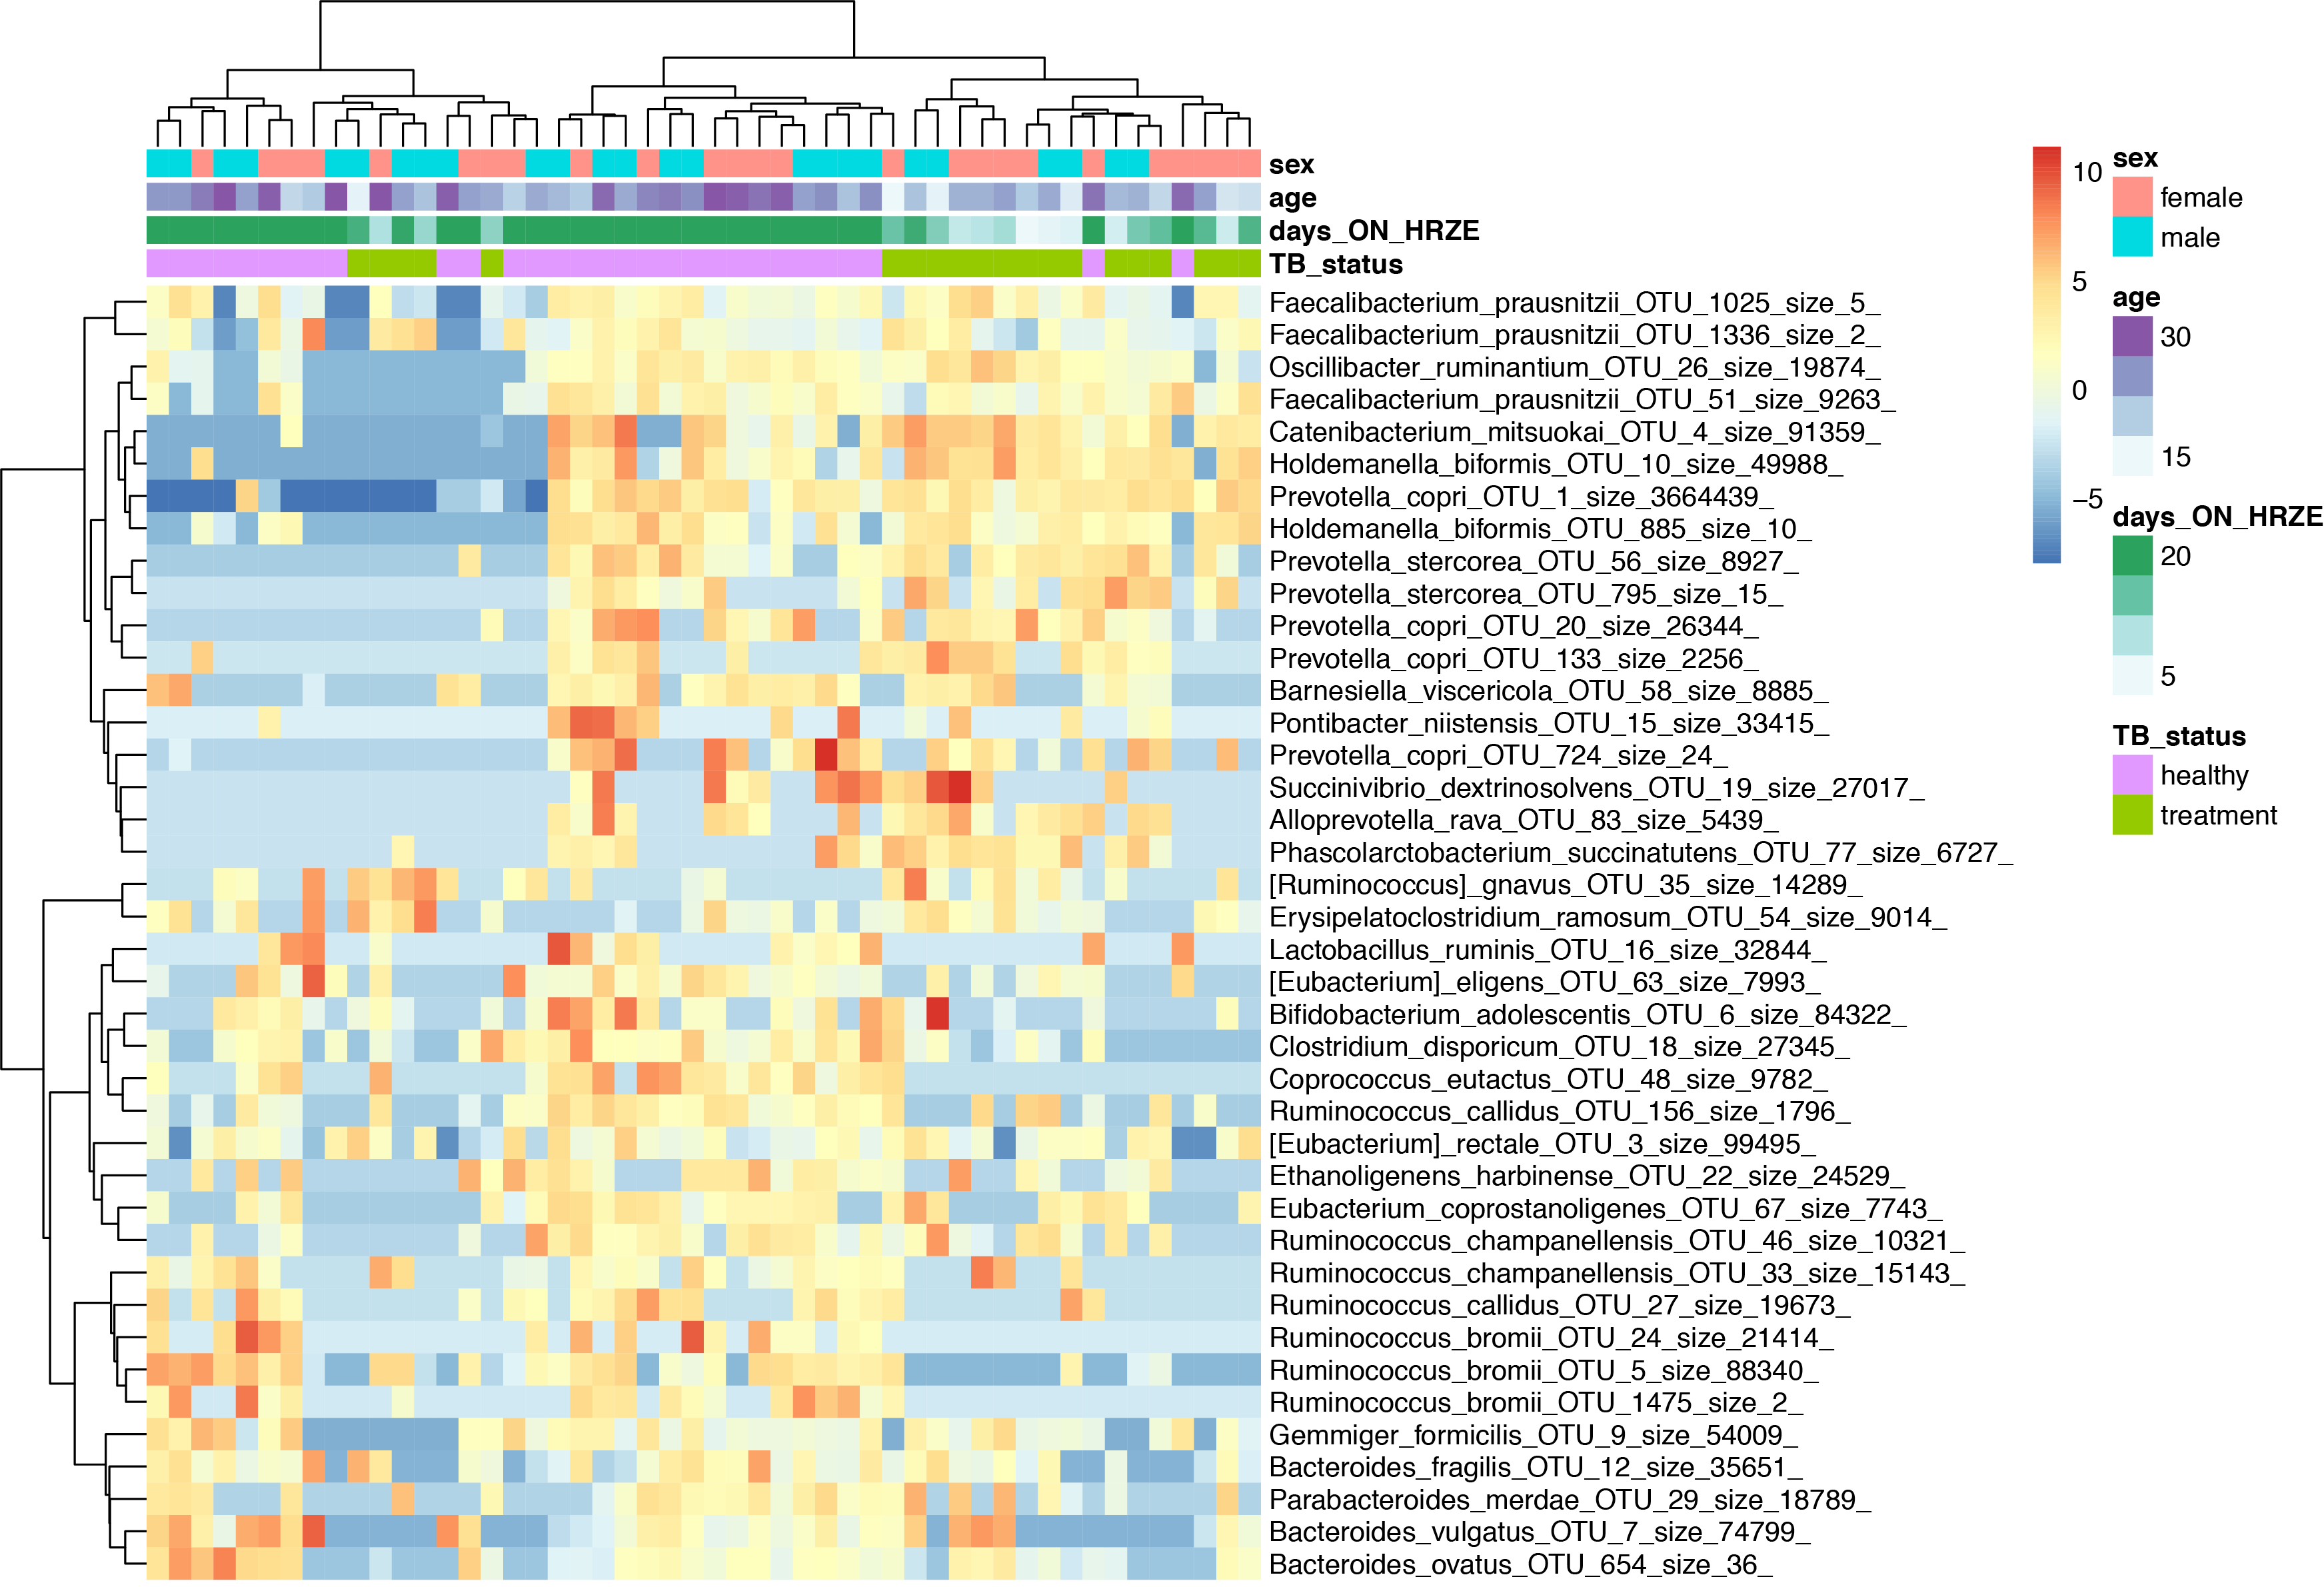 sex
age
days_ON_HRZE
TB_status
Faecalibacterium_prausnitzii_OTU_1025_size_5_
Faecalibacterium_prausnitzii_OTU_1336_size_2_
Oscillibacter_ruminantium_OTU_26_size_19874_
Faecalibacterium_prausnitzii_OTU_51_size_9263_
Catenibacterium_mitsuokai_OTU_4_size_91359_
Holdemanella_biformis_OTU_10_size_49988_
Prevotella_copri_OTU_1_size_3664439_
Holdemanella_biformis_OTU_885_size_10_
Prevotella_stercorea_OTU_56_size_8927_
Prevotella_stercorea_OTU_795_size_15_
Prevotella_copri_OTU_20_size_26344_
Prevotella_copri_OTU_133_size_2256_
Barnesiella_viscericola_OTU_58_size_8885_
Pontibacter_niistensis_OTU_15_size_33415_
Prevotella_copri_OTU_724_size_24_
Succinivibrio_dextrinosolvens_OTU_19_size_27017_
Alloprevotella_rava_OTU_83_size_5439_
Phascolarctobacterium_succinatutens_OTU_77_size_6727_
[Ruminococcus]_gnavus_OTU_35_size_14289_
Erysipelatoclostridium_ramosum_OTU_54_size_9014_
Lactobacillus_ruminis_OTU_16_size_32844_
[Eubacterium]_eligens_OTU_63_size_7993_
Bifidobacterium_adolescentis_OTU_6_size_84322_
Clostridium_disporicum_OTU_18_size_27345_
Coprococcus_eutactus_OTU_48_size_9782_
Ruminococcus_callidus_OTU_156_size_1796_
[Eubacterium]_rectale_OTU_3_size_99495_
Ethanoligenens_harbinense_OTU_22_size_24529_
Eubacterium_coprostanoligenes_OTU_67_size_7743_
Ruminococcus_champanellensis_OTU_46_size_10321_
Ruminococcus_champanellensis_OTU_33_size_15143_
Ruminococcus_callidus_OTU_27_size_19673_
Ruminococcus_bromii_OTU_24_size_21414_
Ruminococcus_bromii_OTU_5_size_88340_
Ruminococcus_bromii_OTU_1475_size_2_
Gemmiger_formicilis_OTU_9_size_54009_
Bacteroides_fragilis_OTU_12_size_35651_
Parabacteroides_merdae_OTU_29_size_18789_
Bacteroides_vulgatus_OTU_7_size_74799_
Bacteroides_ovatus_OTU_654_size_36_
10
5
0
−5
sex
female
male
age
30
15
days_ON_HRZE
20
5
TB_status
healthy
treatment